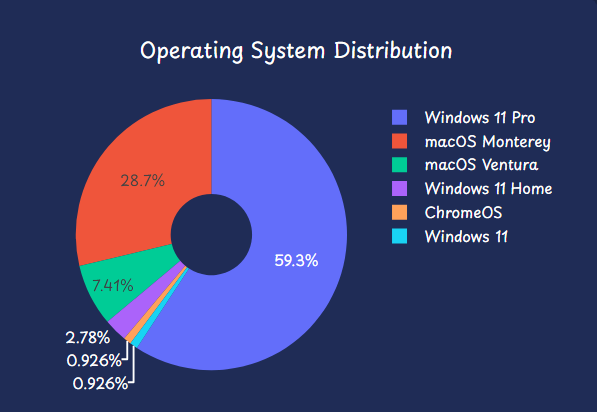 Operating System Distribution
Windows 11 Pro
macOS Monterey
macOS Ventura
Windows 11 Home
ChromeOS
Windows 11
28.7%
59.3%
7.41%
2.78%
0.926%
0.926%